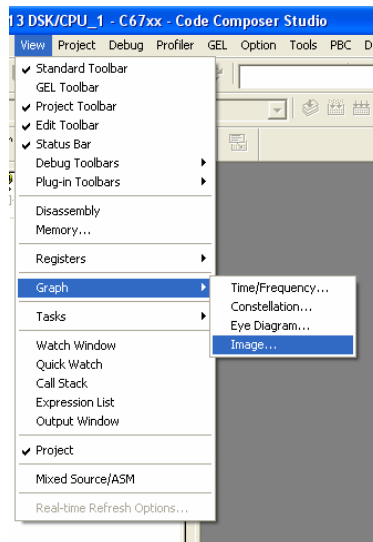 13 DSK/CPU_1 - C67xx - Code Composer Studio
View Project Debug Profiler GEL Option Tools PBC D
Standard Toolbar
GEL Toolbar
Project Toolbar
Edit Toolbar
Status Bar
Debug Toolbars
Plug-in Toolbars
Disassembly
Memory...
Registers
Graph
Time/Frequency...
Constellation...
Eye Diagram...
Image...
Tasks
Watch Window
Quick Watch
Call Stack
Expression List
Output Window
Project
Mixed Source/ASM
Real-time Refresh Options...